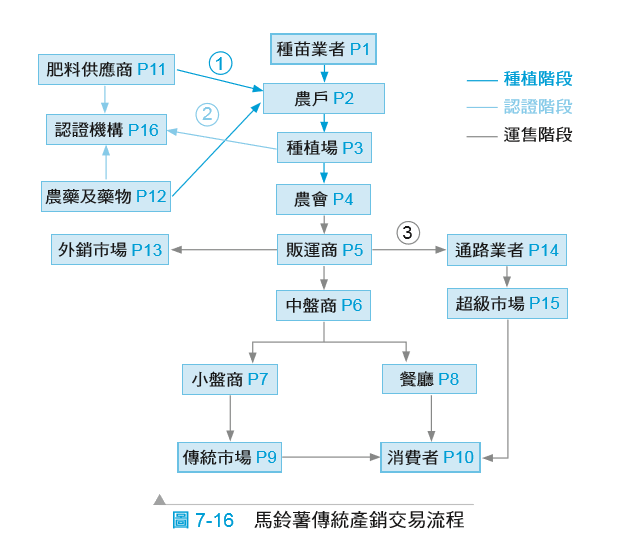 種苗業者 P1
肥料供應商 P11
①
種植階段
農戶 P2
認證階段
②
認證機構 P16
運售階段
種植場 P3
農藥及藥物 P12
農會 P4
③
外銷市場 P13
販運商 P5
通路業者 P14
中盤商 P6
超級市場 P15
小盤商 P7
餐廳 P8
傳統市場 P9
消費者 P10
圖 7-16 馬鈴薯傳統產銷交易流程